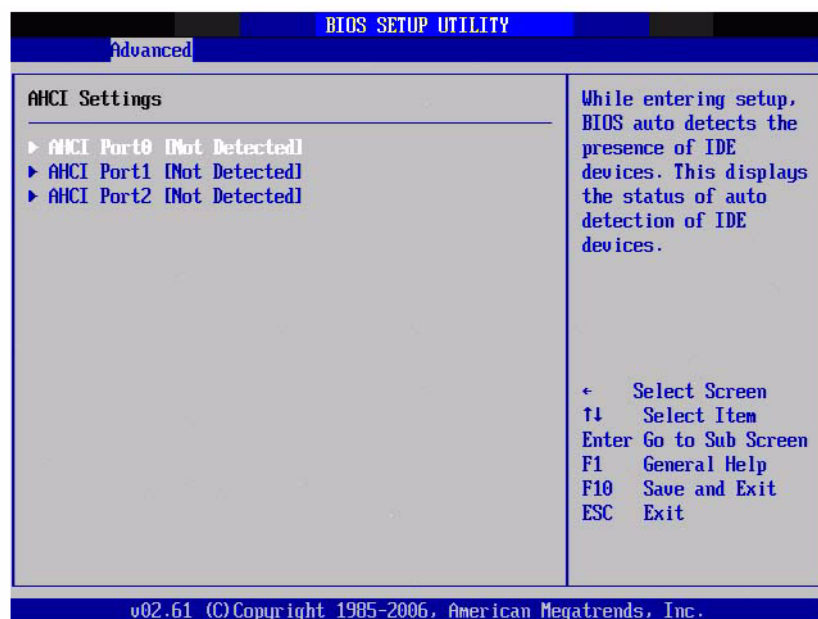 BIOS SETUP UTILITY
Advanced
AHCI Settings
▶ AHCI Port0 [Not Detected]
▶ AHCI Port1 [Not Detected]
▶ AHCI Port2 [Not Detected]
While entering setup,
BIOS auto detects the
presence of IDE
devices. This displays
the status of auto
detection of IDE
devices.
← Select Screen
↑↓ Select Item
Enter Go to Sub Screen
F1 General Help
F10 Save and Exit
ESC Exit
v02.61 (C)Copyright 1985-2006, American Megatrends, Inc.